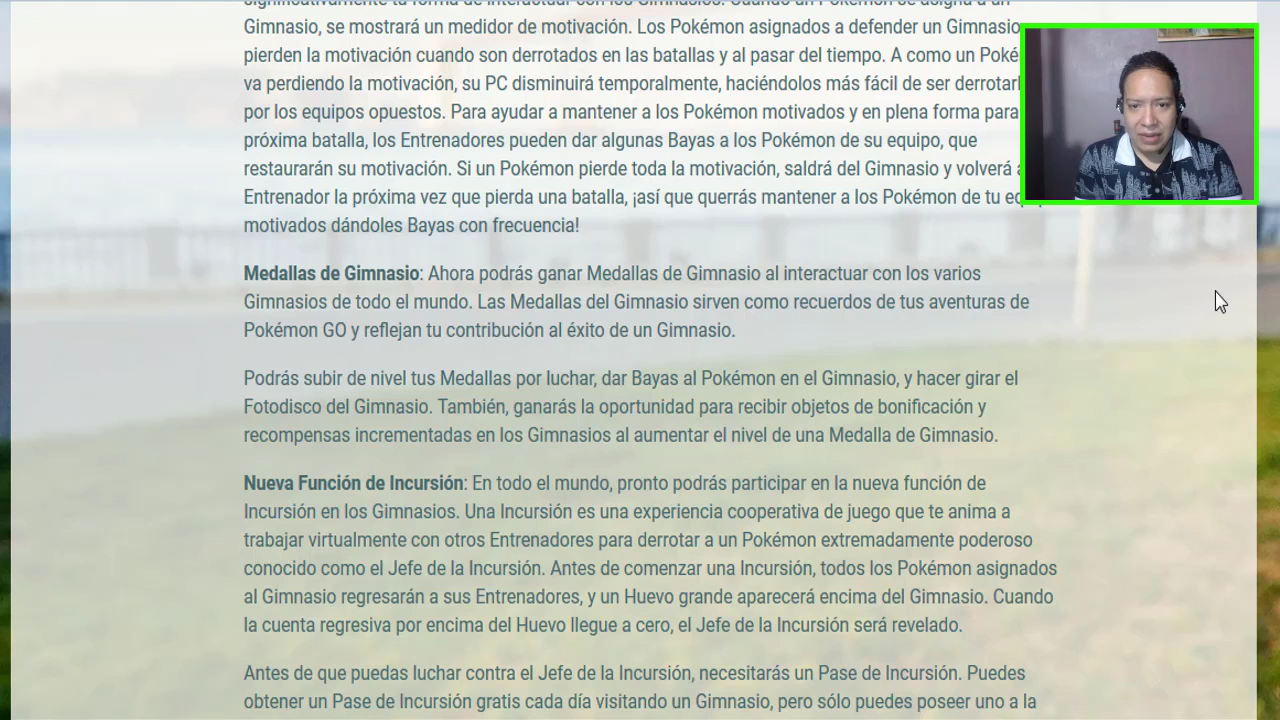 significativamente tu forma de interactuar con los Gimnasios. Cuando un Pokémon se asigna a un
Gimnasio, se mostrará un medidor de motivación. Los Pokémon asignados a defender un Gimnasio
pierden la motivación cuando son derrotados en las batallas y al pasar del tiempo. A como un Poké
va perdiendo la motivación, su PC disminuirá temporalmente, haciéndolos más fácil de ser
por los equipos opuestos. Para ayudar a mantener a los Pokémon motivados y en plena forma para
próxima batalla, los Entrenadores pueden dar algunas Bayas a los Pokémon de su equipo, que
restaurarán su motivación. Si un Pokémon pierde toda la motivación, saldrá del Gimnasio y volverá
Entrenador la próxima vez que pierda una batalla, ¡así que querrás mantener a los Pokémon de tu
motivados dándoles Bayas con frecuencia!
Medallas de Gimnasio: Ahora podrás ganar Medallas de Gimnasio al interactuar con los varios
Gimnasios de todo el mundo. Las Medallas del Gimnasio sirven como recuerdos de tus aventuras de
Pokémon GO y reflejan tu contribución al éxito de un Gimnasio.
Podrás subir de nivel tus Medallas por luchar, dar Bayas al Pokémon en el Gimnasio, y hacer girar el
Fotodisco del Gimnasio. También, ganarás la oportunidad para recibir objetos de bonificación y
recompensas incrementadas en los Gimnasios al aumentar el nivel de una Medalla de Gimnasio.
Nueva Función de Incursión: En todo el mundo, pronto podrás participar en la nueva función de
Incursión en los Gimnasios. Una Incursión es una experiencia cooperativa de juego que te anima a
trabajar virtualmente con otros Entrenadores para derrotar a un Pokémon extremadamente poderoso
conocido como el Jefe de la Incursión. Antes de comenzar una Incursión, todos los Pokémon asignados
al Gimnasio regresarán a sus Entrenadores, y un Huevo grande aparecerá encima del Gimnasio. Cuando
la cuenta regresiva por encima del Huevo llegue a cero, el Jefe de la Incursión será revelado.
Antes de que puedas luchar contra el Jefe de la Incursión, necesitarás un Pase de Incursión. Puedes
obtener un Pase de Incursión gratis cada día visitando un Gimnasio, pero sólo puedes poseer uno a la